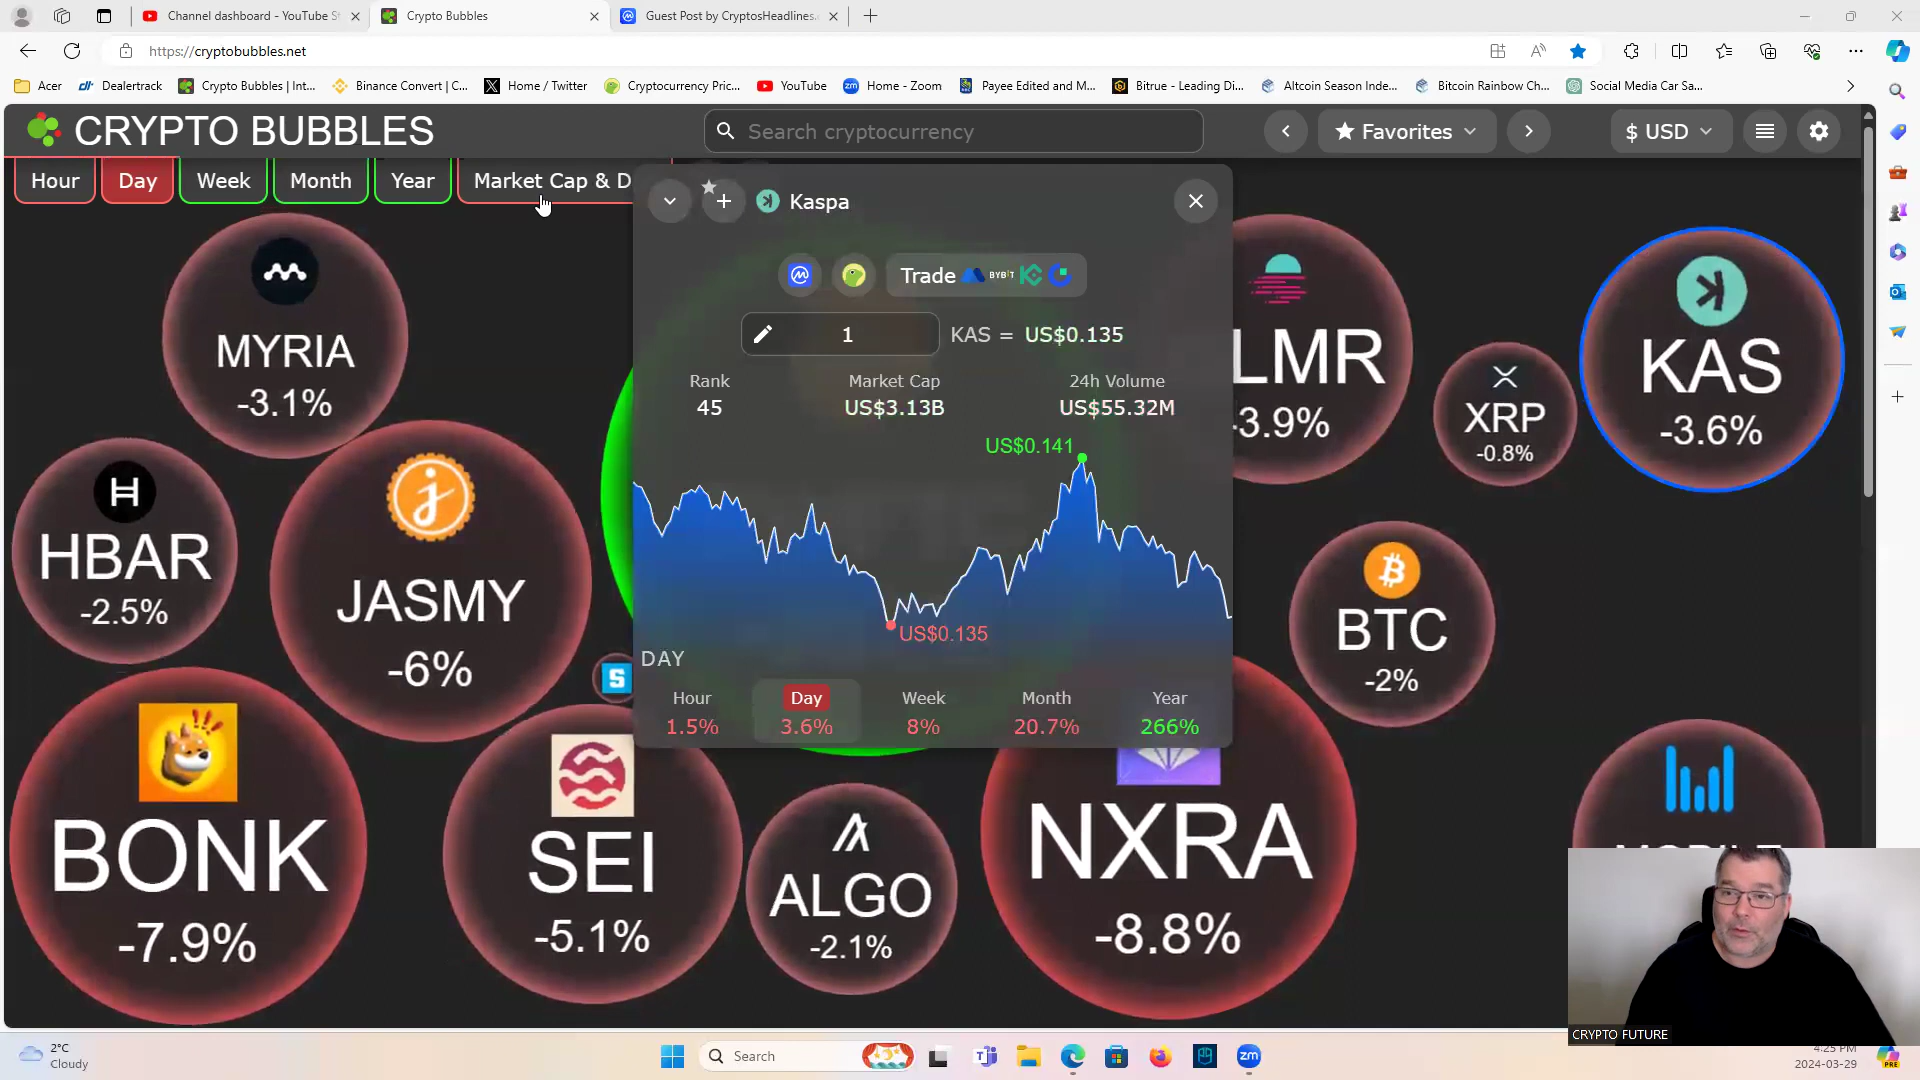 Channel dashboard - YouTube St
Crypto Bubbles
Guest Post by CryptosHeadlines.
https://cryptobubbles.net
Acer
Dealertrack
Crypto Bubbles | Int...
Binance Convert | C...
Home / Twitter
Cryptocurrency Pric...
YouTube
Home - Zoom
Payee Edited and M...
Bitrue - Leading Di...
Altcoin Season Inde...
Bitcoin Rainbow Ch...
Social Media Car Sa...
CRYPTO BUBBLES
Search cryptocurrency
Favorites
$ USD
Hour
Day
Week
Month
Year
Market Cap & D
Kaspa
Trade
BYBIT
1
KAS = US$0.135
Rank
Market Cap
24h Volume
45
US$3.13B
US$55.32M
US$0.141
US$0.135
DAY
Hour
Day
Week
Month
Year
1.5%
3.6%
8%
20.7%
266%
MYRIA
-3.1%
LMR
-3.9%
XRP
-0.8%
KAS
-3.6%
HBAR
-2.5%
JASMY
-6%
BTC
-2%
BONK
-7.9%
SEI
-5.1%
ALGO
-2.1%
NXRA
-8.8%
CRYPTO FUTURE
2°C
Cloudy
Search
zm
4:25 PM
2024-03-29